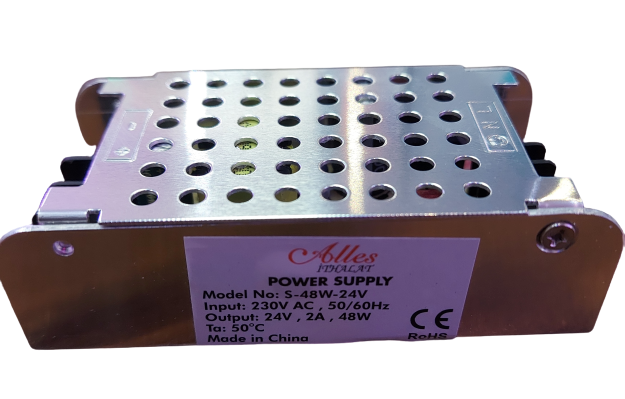 Alles
İTHALAT
POWER SUPPLY
Model No: S-48W-24V
Input: 230V AC , 50/60Hz
Output: 24V , 2A , 48W
Ta: 50°C
Made in China
CE
RoHS